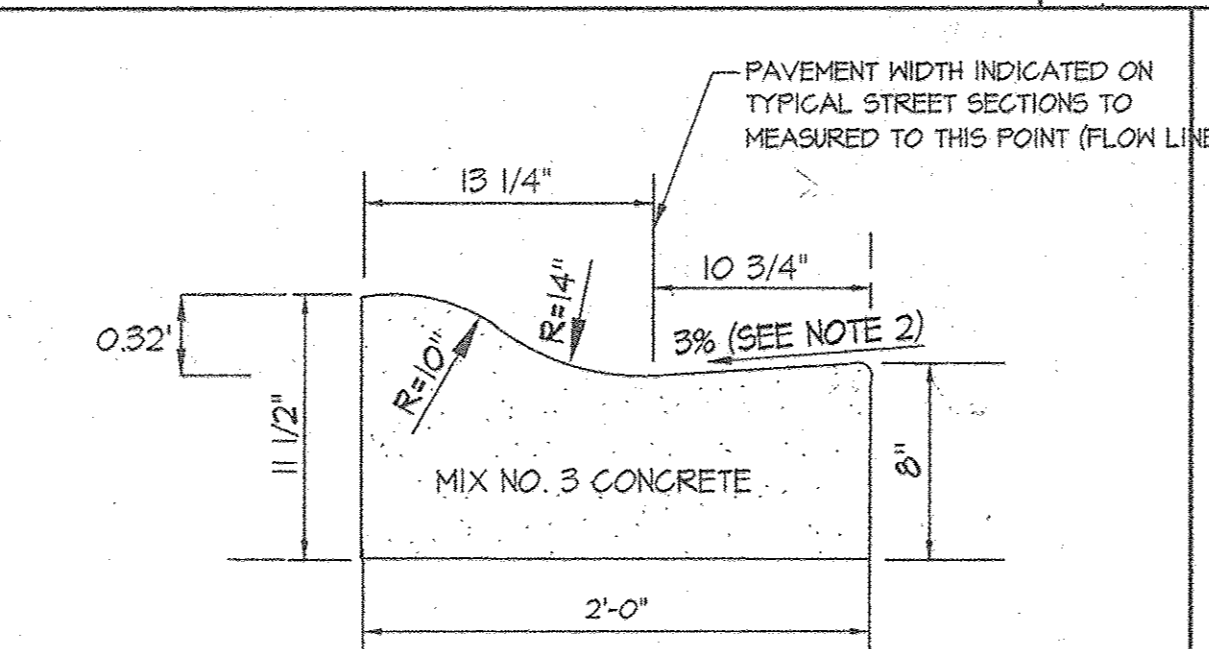 PAVEMENT WIDTH INDICATED ON
TYPICAL STREET SECTIONS TO
MEASURED TO THIS POINT (FLOW LINE
13 1/4"
10 3/4"
R=14"
3% (SEE NOTE 2)
0.32'
R=10"
11 1/2"
8"
MIX NO. 3 CONCRETE
2'-0"